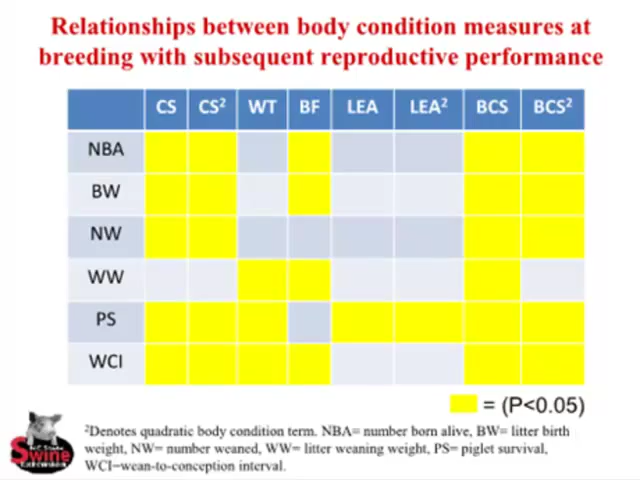 Relationships between body condition measures at
breeding with subsequent reproductive performance
CS CS² WT BF LEA LEA² BCS BCS²
NBA
BW
NW
WW
PS
WCI
= (P<0.05)
²Denotes quadratic body condition term. NBA= number born alive, BW= litter birth
weight, NW= number weaned, WW= litter weaning weight, PS= piglet survival,
WCI=wean-to-conception interval.
Swine